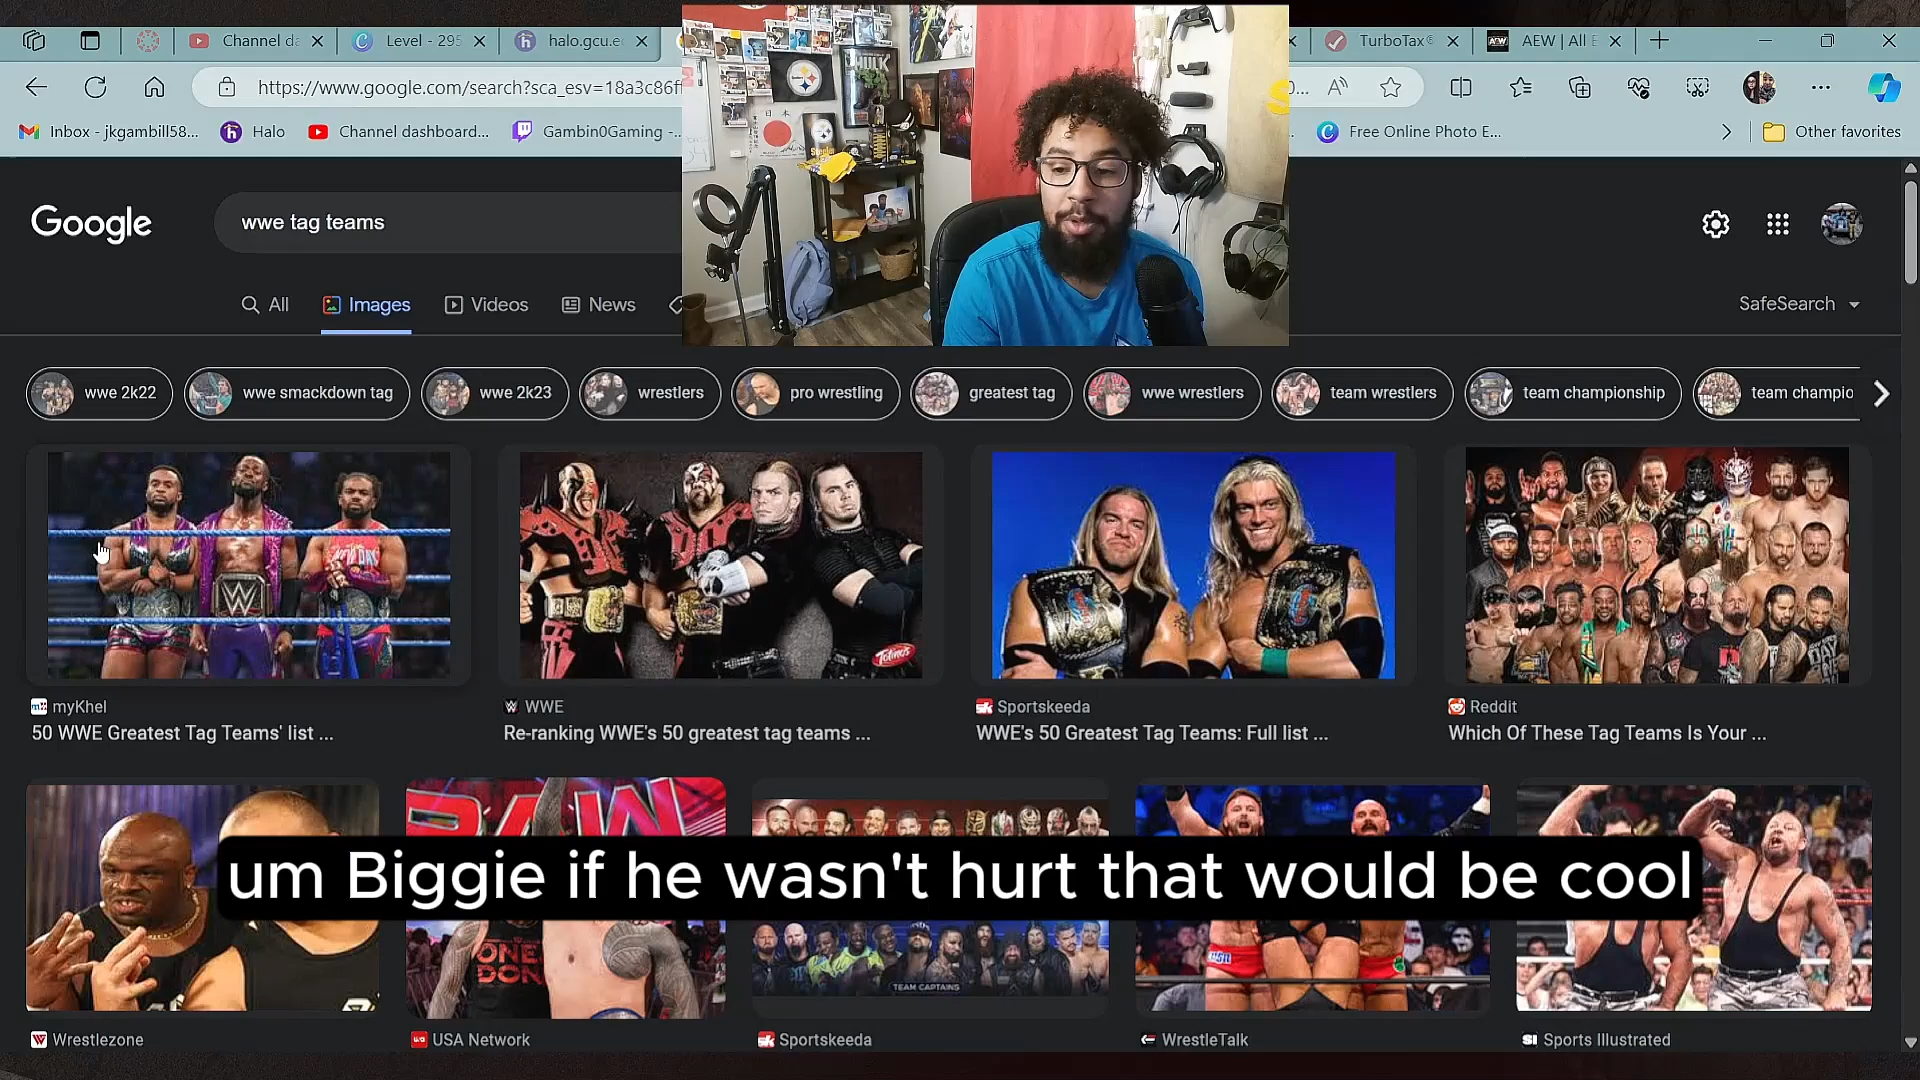 Channel da
Level - 295
halo.gcu.e
TurboTax®
AEW | All E
https://www.google.com/search?sca_esv=18a3c86f
0...
Inbox - jkgambill58...
Halo
Channel dashboard...
Gambin0Gaming -...
Free Online Photo E...
Other favorites
Google
wwe tag teams
All
Images
Videos
News
SafeSearch
wwe 2k22
wwe smackdown tag
wwe 2k23
wrestlers
pro wrestling
greatest tag
wwe wrestlers
team wrestlers
team championship
team champio
myKhel
50 WWE Greatest Tag Teams' list ...
WWE
Re-ranking WWE's 50 greatest tag teams ...
Sportskeeda
WWE's 50 Greatest Tag Teams: Full list ...
Reddit
Which Of These Tag Teams Is Your ...
um Biggie if he wasn't hurt that would be cool
TEAM CAPTAINS
Wrestlezone
USA Network
Sportskeeda
WrestleTalk
Sports Illustrated